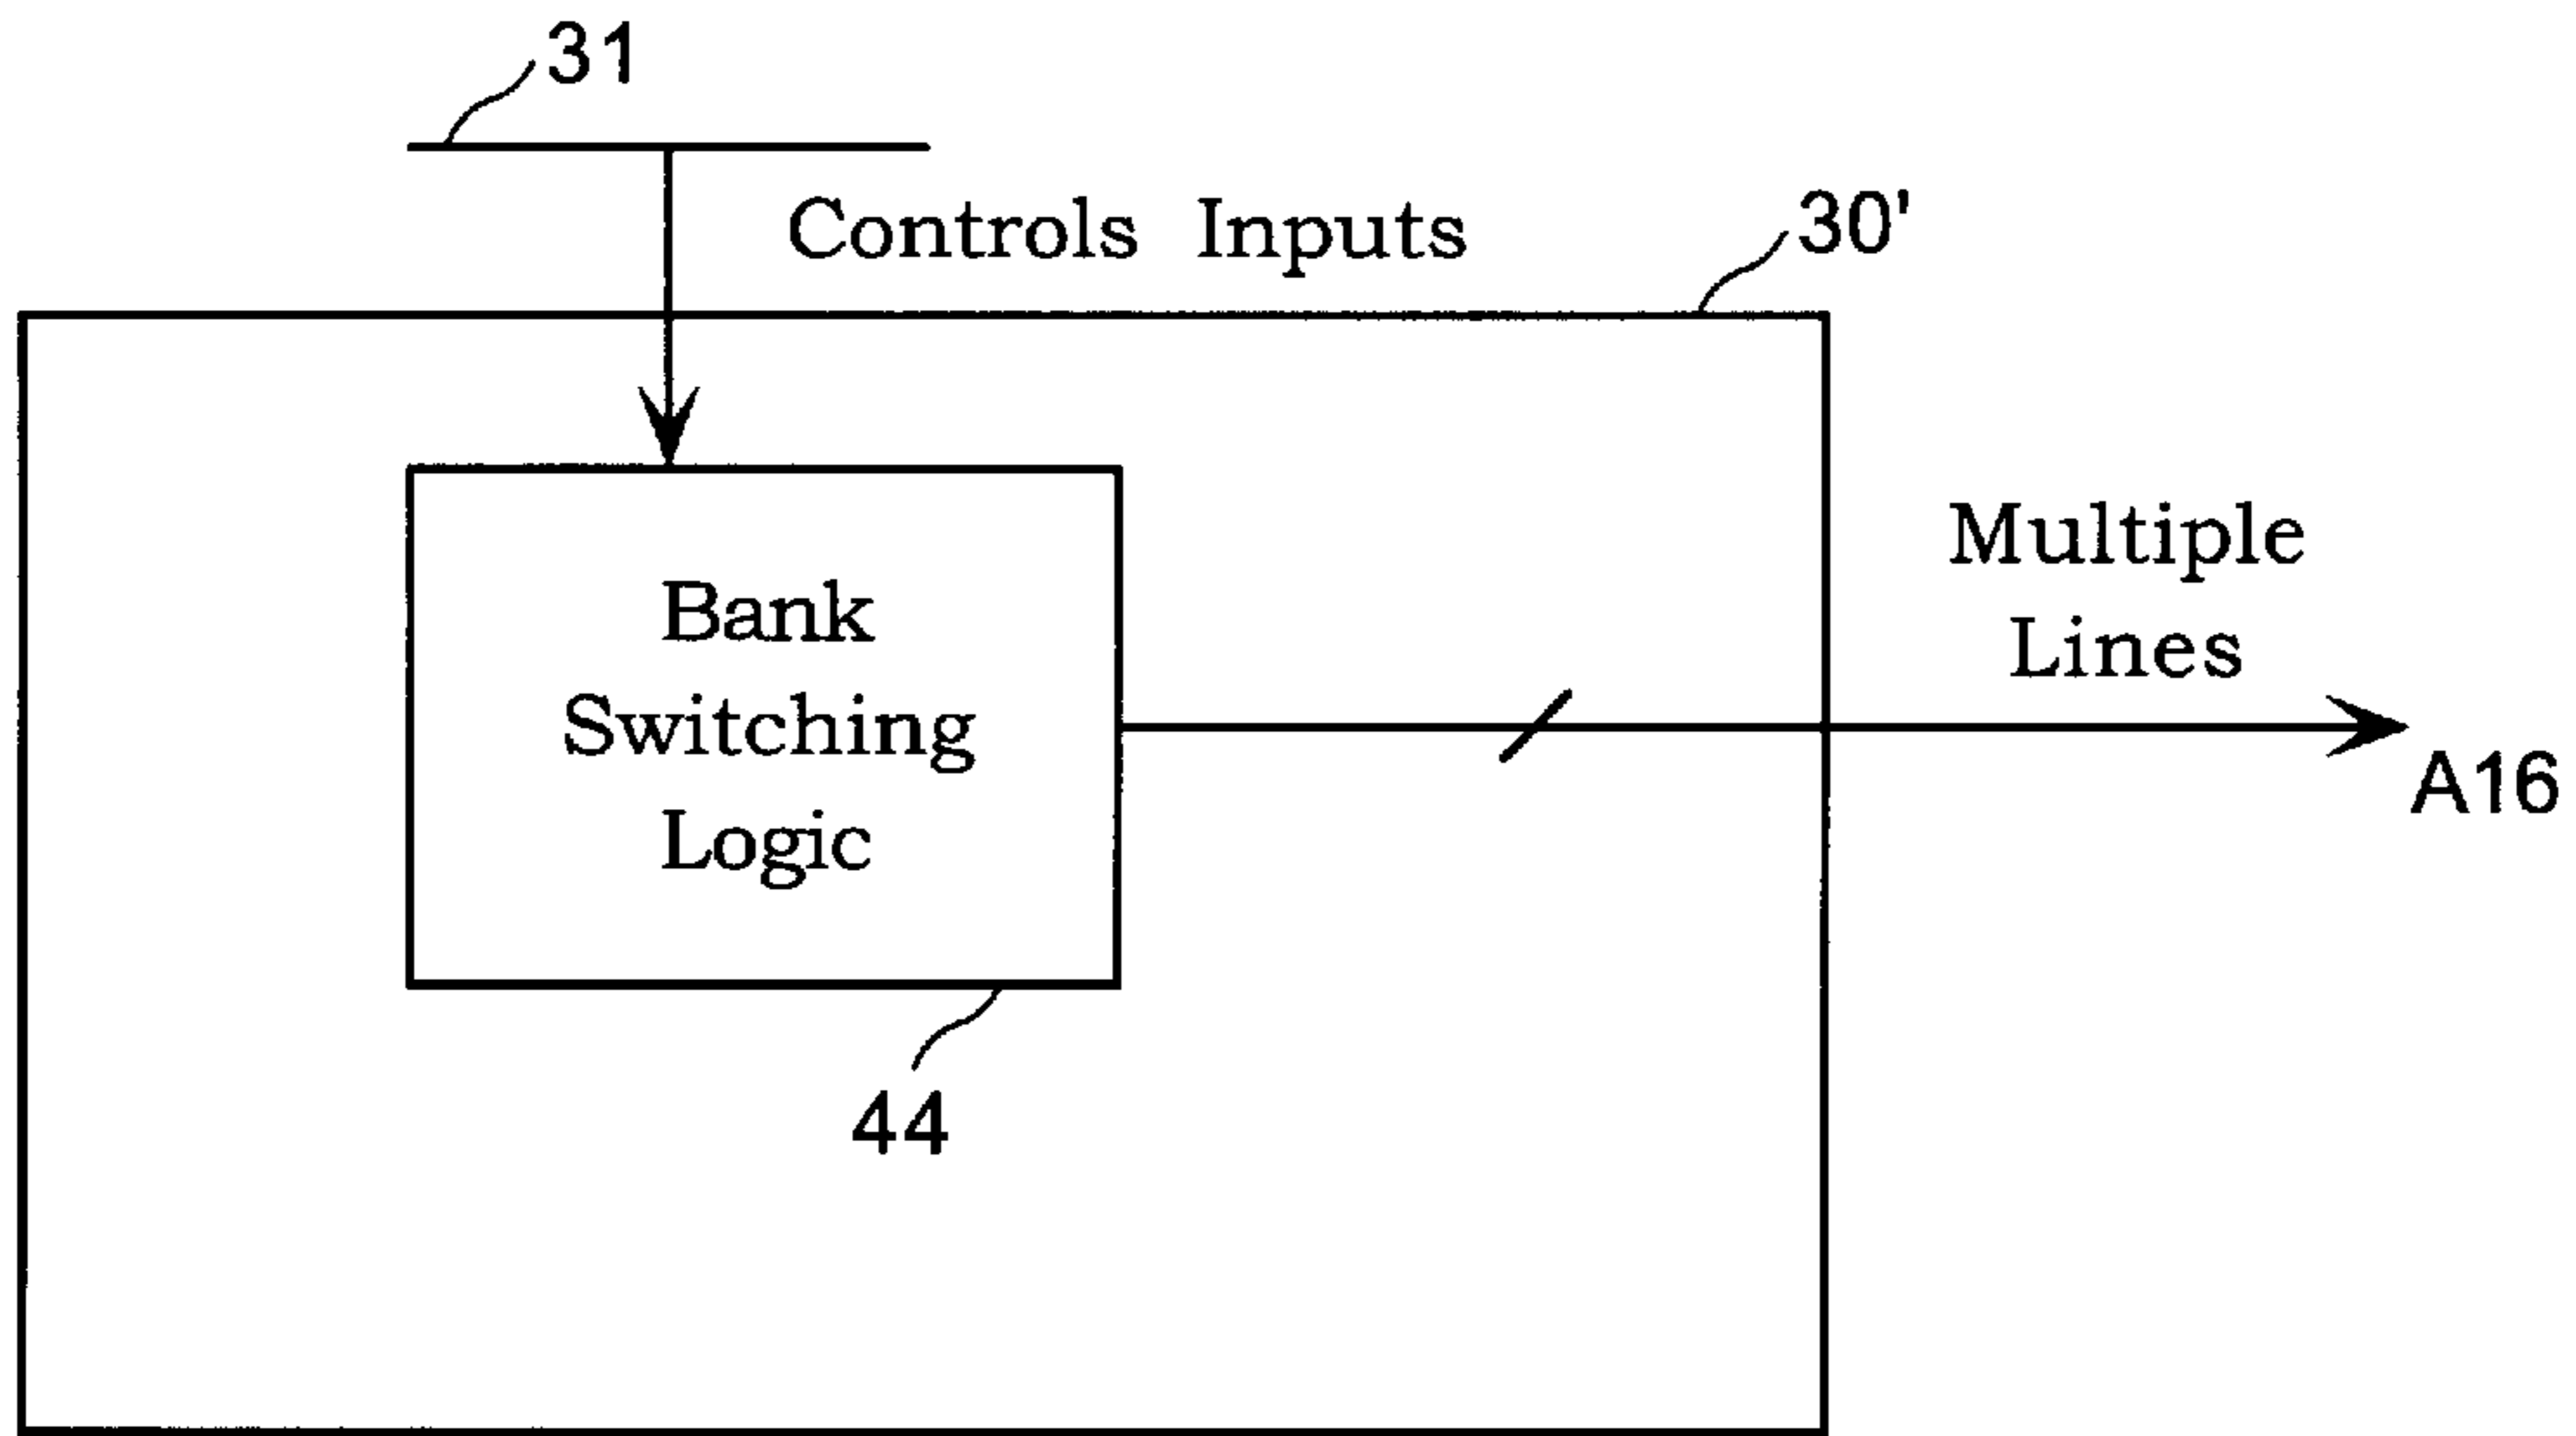 31
Controls Inputs
30'
Bank
Switching
Logic
Multiple
Lines
A16
44